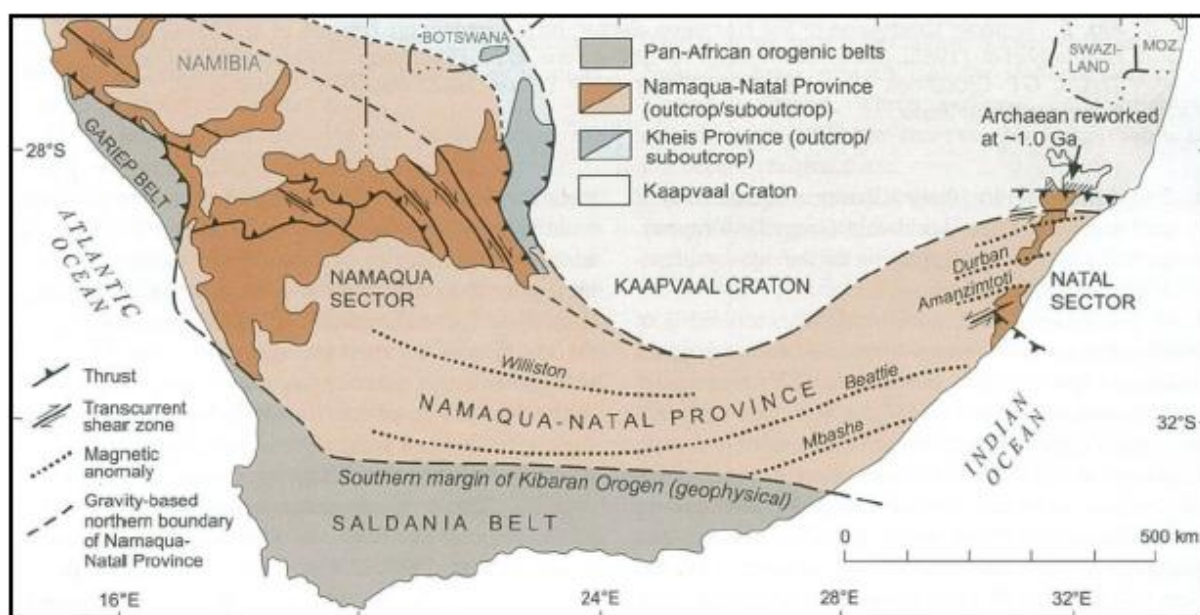 BOTSWANA
NAMIBIA
Pan-African orogenic belts
Namaqua-Natal Province
(outcrop/suboutcrop)
Kheis Province (outcrop/
suboutcrop)
Kaapvaal Craton
SWAZI-
LAND
MOZ.
Archaean reworked
at ~1.0 Ga
28°S
GARIEP BELT
ATLANTIC
OCEAN
NAMAQUA
SECTOR
KAAPVAAL CRATON
Durban
Amanzimtoti
NATAL
SECTOR
Williston
Beattie
NAMAQUA-NATAL PROVINCE
Mbashe
INDIAN
OCEAN
32°S
Thrust
Transcurrent
shear zone
Magnetic
anomaly
Gravity-based
northern boundary
of Namaqua-
Natal Province
Southern margin of Kibaran Orogen (geophysical)
SALDANIA BELT
0
500 km
16°E
24°E
28°E
32°E